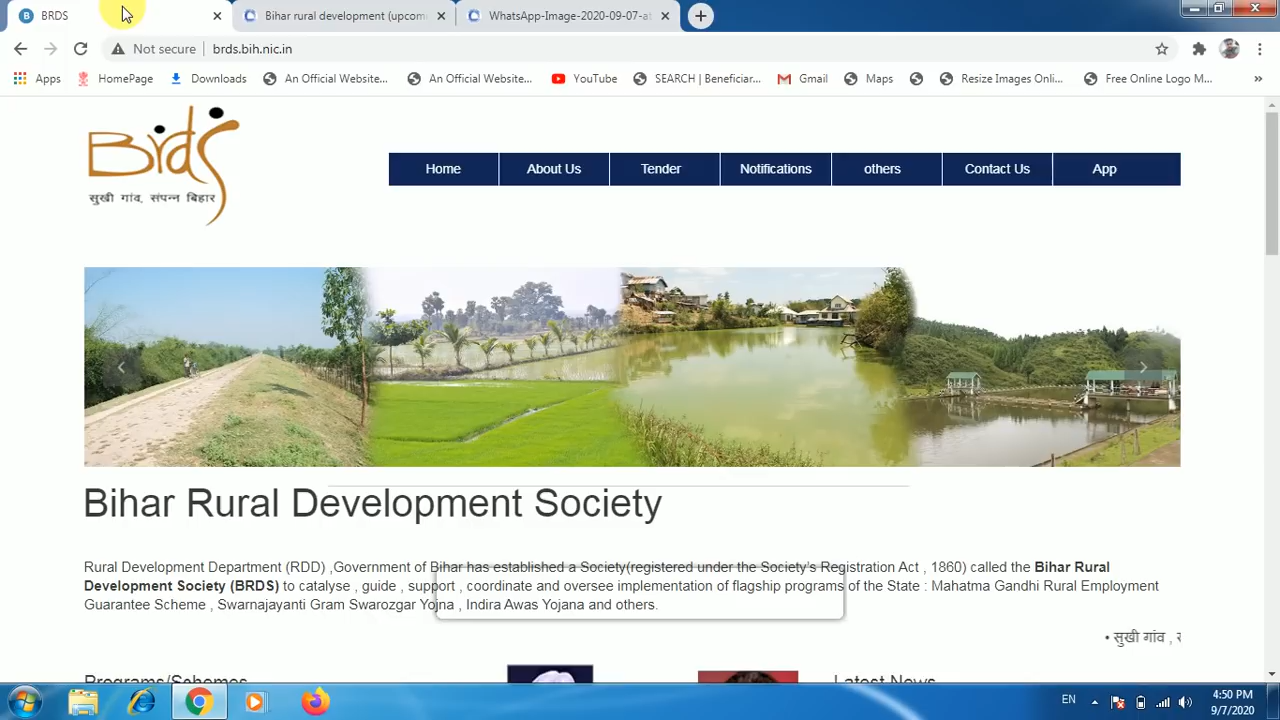 BRDS
Bihar rural development (upcom
WhatsApp-Image-2020-09-07-at
Not secure
brds.bih.nic.in
Apps
HomePage
Downloads
An Official Website...
An Official Website...
YouTube
SEARCH | Beneficiar...
Gmail
Maps
Resize Images Onli...
Free Online Logo M...
»
Brds
सुखी गांव, संपन्न बिहार
Home
About Us
Tender
Notifications
others
Contact Us
App
Bihar Rural Development Society
Rural Development Department (RDD) ,Government of Bihar has established a Society(registered under the Society's Registration Act , 1860) called the Bihar Rural
Development Society (BRDS) to catalyse , guide , support , coordinate and oversee implementation of flagship programs of the State : Mahatma Gandhi Rural Employment
Guarantee Scheme , Swarnajayanti Gram Swarozgar Yojna , Indira Awas Yojana and others.
• सुखी गांव ,
Programs/Schemes
Latest News
EN
4:50 PM
9/7/2020